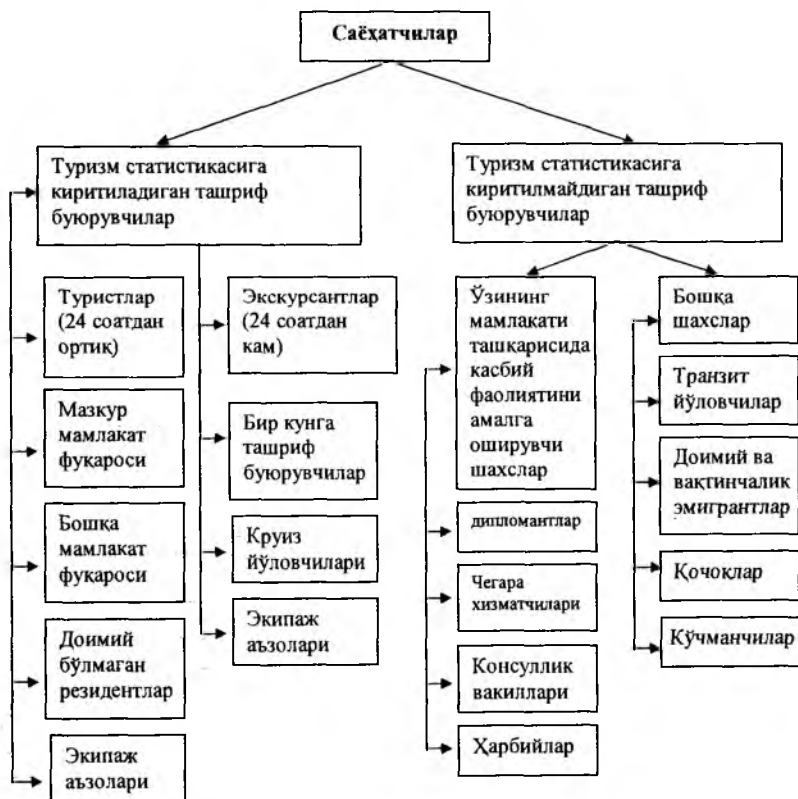 Саёҳатчилар
Туризм статистикасига
киритиладиган ташриф
буюрувчилар
Туризм статистикасига
киритилмайдиган ташриф
буюрувчилар
Туристлар
(24 соатдан
ортиқ)
Мазкур
мамлакат
фуқароси
Бошқа
мамлакат
фуқароси
Доимий
бўлмаган
резидентлар
Экипаж
аъзолари
Экскурсантлар
(24 соатдан
кам)
Бир кунга
ташриф
буюрувчилар
Круиз
йўловчилари
Экипаж
аъзолари
Ўзининг
мамлакати
ташқарисида
касбий
фаолиятини
амалга
оширувчи
шахслар
дипломантлар
Чегара
хизматчилари
Консуллик
вакиллари
Ҳарбийлар
Бошқа
шахслар
Транзит
йўловчилар
Доимий ва
вақтинчалик
эмигрантлар
Қочоқлар
Кўчманчилар